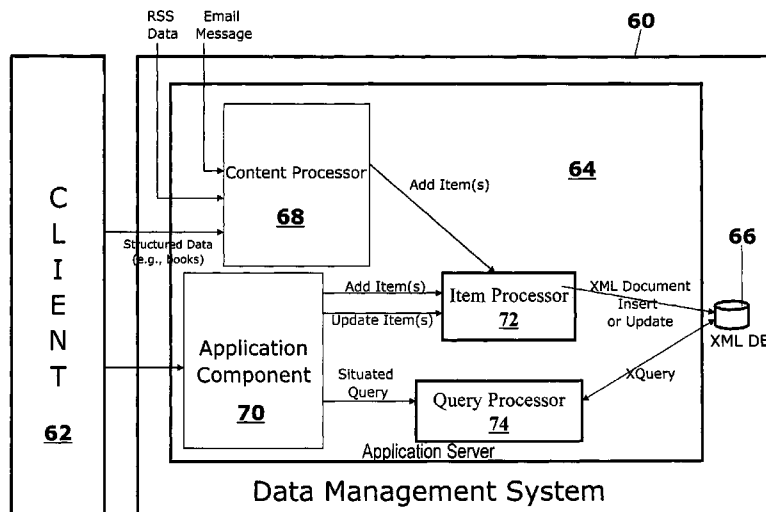 RSS
Data
Email
Message
60
CLIENT
62
Content Processor
68
64
Add Item(s)
Structured Data
(e.g., books)
66
Add Item(s)
Update Item(s)
Item Processor
72
XML Document
Insert
or Update
XML DB
Application
Component
70
Situated
Query
Query Processor
74
XQuery
Application Server
Data Management System